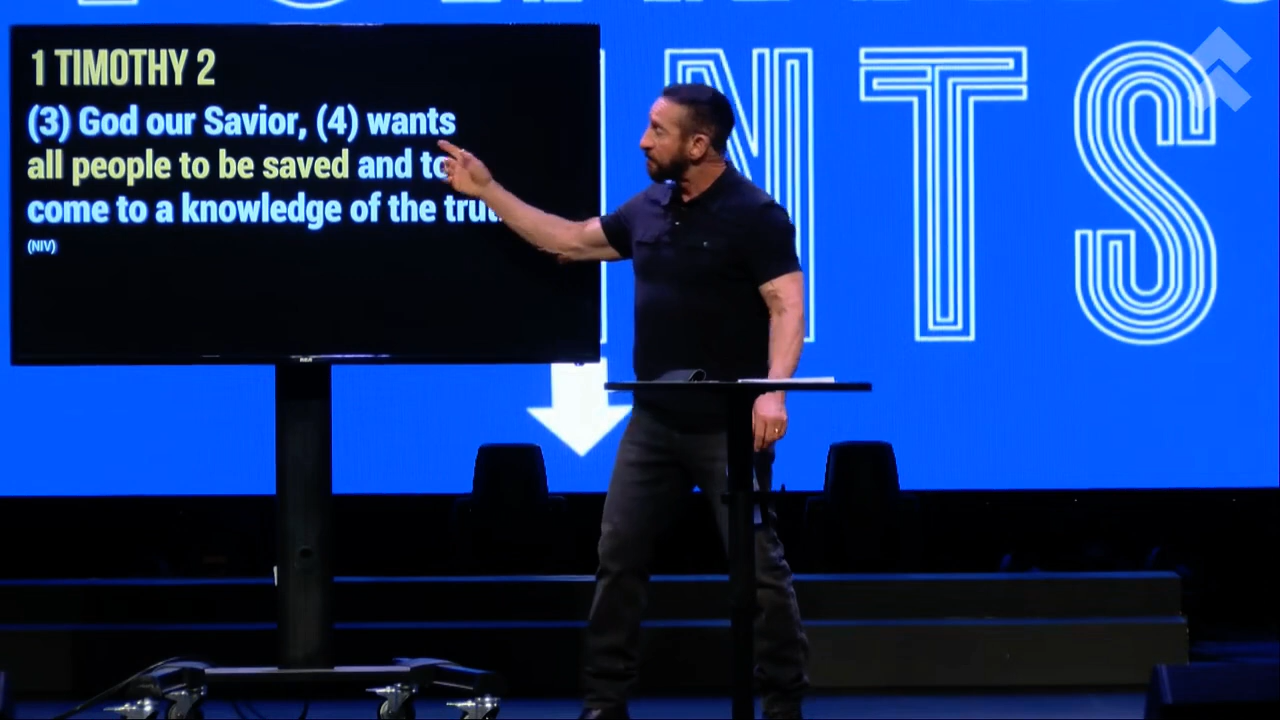 1 TIMOTHY 2
(3) God our Savior, (4) wants
all people to be saved and to
come to a knowledge of the
(NIV)
NTS
RCA